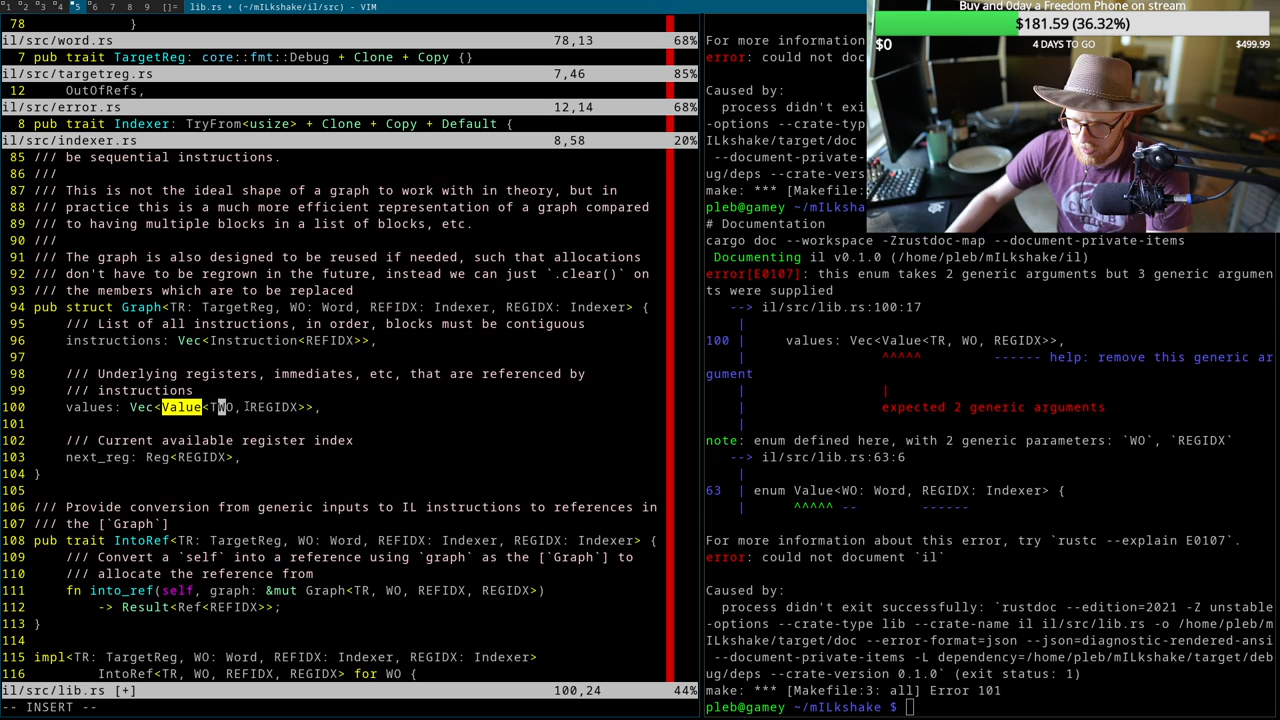 1 2 3 4 5 6 7 8 9 []= lib.rs + (~/mILkshake/il/src) - VIM
78             }
il/src/word.rs 78,13 68%
7 pub trait TargetReg: core::fmt::Debug + Clone + Copy {}
il/src/targetreg.rs 7,46 85%
12     OutOfRefs,
il/src/error.rs 12,14 68%
8 pub trait Indexer: TryFrom<usize> + Clone + Copy + Default {
il/src/indexer.rs 8,58 20%
85 /// be sequential instructions.
86 ///
87 /// This is not the ideal shape of a graph to work with in theory, but in
88 /// practice this is a much more efficient representation of a graph compared
89 /// to having multiple blocks in a list of blocks, etc.
90 ///
91 /// The graph is also designed to be reused if needed, such that allocations
92 /// don't have to be regrown in the future, instead we can just `.clear()` on
93 /// the members which are to be replaced
94 pub struct Graph<TR: TargetReg, WO: Word, REFIDX: Indexer, REGIDX: Indexer> {
95     /// List of all instructions, in order, blocks must be contiguous
96     instructions: Vec<Instruction<REFIDX>>,
97
98     /// Underlying registers, immediates, etc, that are referenced by
99     /// instructions
100     values: Vec<Value<TWO, REGIDX>>,
101
102     /// Current available register index
103     next_reg: Reg<REGIDX>,
104 }
105
106 /// Provide conversion from generic inputs to IL instructions to references in
107 /// the [`Graph`]
108 pub trait IntoRef<TR: TargetReg, WO: Word, REFIDX: Indexer, REGIDX: Indexer> {
109     /// Convert a `self` into a reference using `graph` as the [`Graph`] to
110     /// allocate the reference from
111     fn into_ref(self, graph: &mut Graph<TR, WO, REFIDX, REGIDX>)
112         -> Result<Ref<REFIDX>>;
113 }
114
115 impl<TR: TargetReg, WO: Word, REFIDX: Indexer, REGIDX: Indexer>
116         IntoRef<TR, WO, REFIDX, REGIDX> for WO {
il/src/lib.rs [+] 100,24 44%
-- INSERT --
For more information
error: could not doc
Caused by:
  process didn't exi
-options --crate-typ
ILkshake/target/doc
 --document-private-
ug/deps --crate-vers
make: *** [Makefile:
pleb@gamey ~/mILksha
# Documentation
cargo doc --workspace -Zrustdoc-map --document-private-items
 Documenting il v0.1.0 (/home/pleb/mILkshake/il)
error[E0107]: this enum takes 2 generic arguments but 3 generic argumen
ts were supplied
   --> il/src/lib.rs:100:17
    |
100 |     values: Vec<Value<TR, WO, REGIDX>>,
    |                 ^^^^^         ------ help: remove this generic ar
gument
    |                 |
    |                 expected 2 generic arguments
    |
note: enum defined here, with 2 generic parameters: `WO`, `REGIDX`
   --> il/src/lib.rs:63:6
    |
63  | enum Value<WO: Word, REGIDX: Indexer> {
    |      ^^^^^ --        ------
For more information about this error, try `rustc --explain E0107`.
error: could not document `il`
Caused by:
  process didn't exit successfully: `rustdoc --edition=2021 -Z unstable
-options --crate-type lib --crate-name il il/src/lib.rs -o /home/pleb/m
ILkshake/target/doc --error-format=json --json=diagnostic-rendered-ansi
 --document-private-items -L dependency=/home/pleb/mILkshake/target/deb
ug/deps --crate-version 0.1.0` (exit status: 1)
make: *** [Makefile:3: all] Error 101
pleb@gamey ~/mILkshake $
Buy and 0day a Freedom Phone on stream
$181.59 (36.32%)
$0 4 DAYS TO GO $499.99